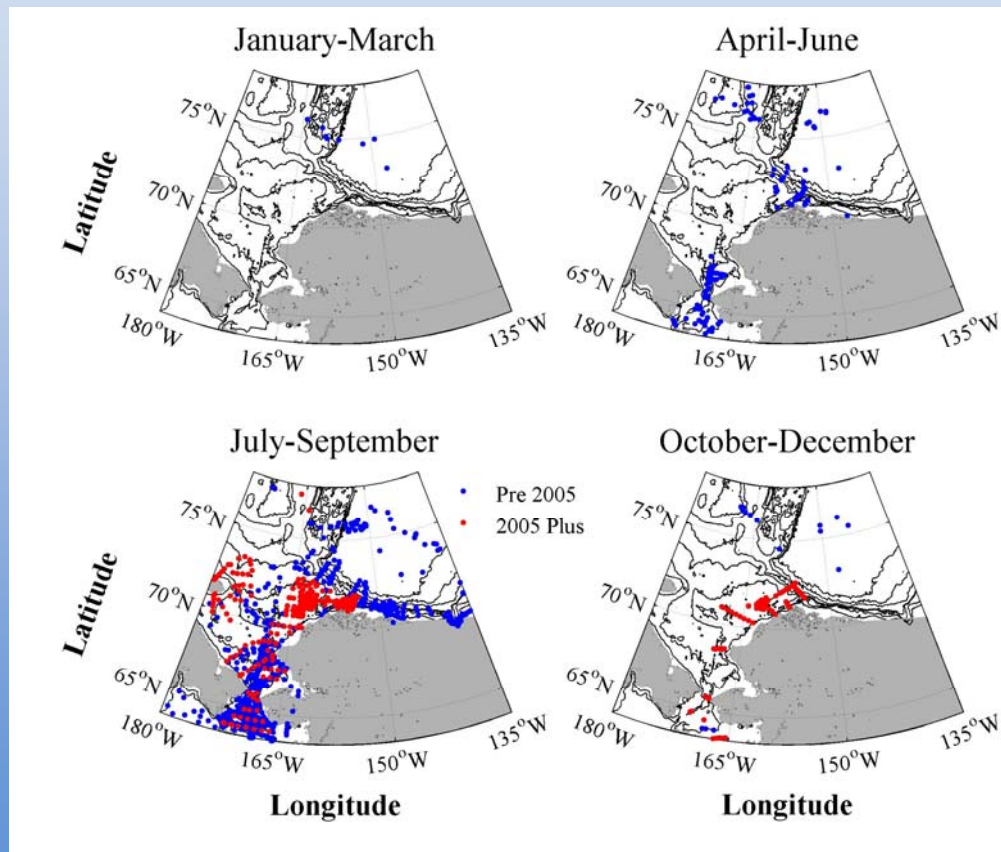 January-March
75°N
70°N
65°N
180°W
165°W
150°W
135°W
Latitude
April-June
75°N
70°N
65°N
180°W
165°W
150°W
135°W
July-September
75°N
70°N
65°N
180°W
165°W
150°W
135°W
Latitude
Longitude
Pre 2005
2005 Plus
October-December
75°N
70°N
65°N
180°W
165°W
150°W
135°W
Longitude